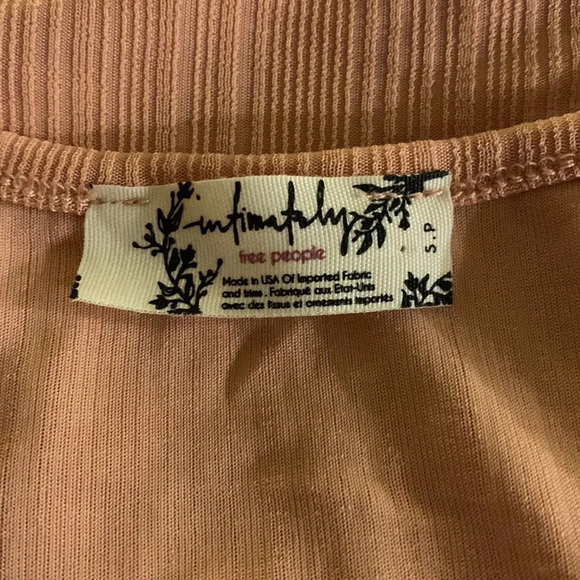 intimately
free people
Made in USA Of Imported Fabric
and trims . Fabriqué aux Etat-Unis
avec des tissus et ornements importés
S P